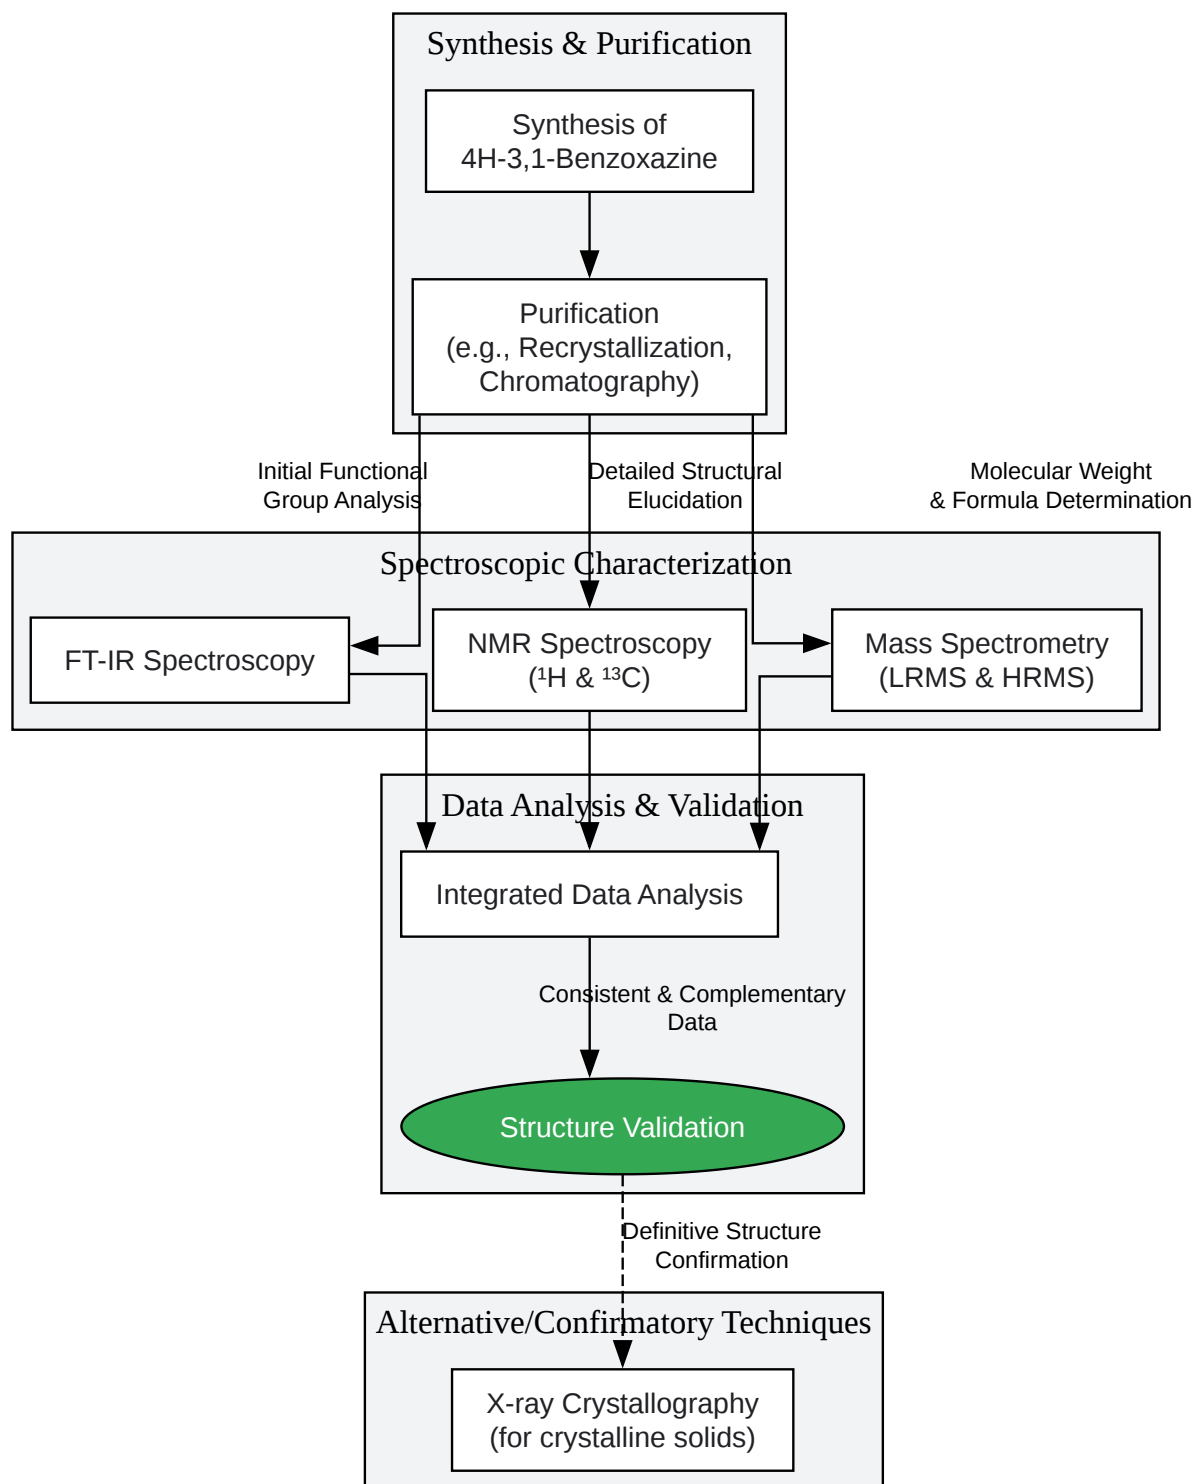 Synthesis & Purification
Synthesis of
4H-3,1-Benzoxazine
Purification
(e.g., Recrystallization,
Chromatography)
Initial Functional
Group Analysis
Detailed Structural
Elucidation
Molecular Weight
& Formula Determination
Spectroscopic Characterization
FT-IR Spectroscopy
NMR Spectroscopy
(¹H & ¹³C)
Mass Spectrometry
(LRMS & HRMS)
Data Analysis & Validation
Integrated Data Analysis
Consistent & Complementary
Data
Structure Validation
Definitive Structure
Confirmation
Alternative/Confirmatory Techniques
X-ray Crystallography
(for crystalline solids)